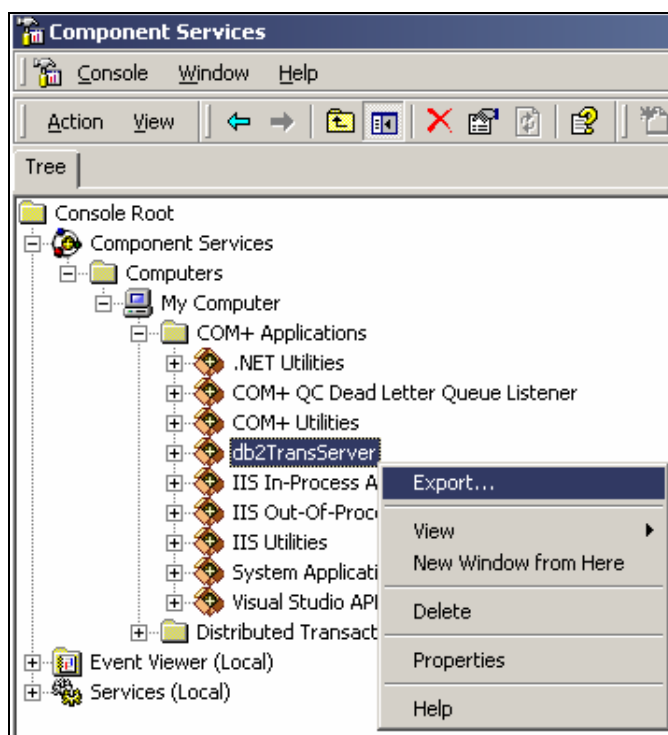 Component Services
Console Window Help
Action View
Tree
Console Root
Component Services
Computers
My Computer
COM+ Applications
.NET Utilities
COM+ QC Dead Letter Queue Listener
COM+ Utilities
db2TransServer
IIS In-Process A
Export...
IIS Out-Of-Proc
View
IIS Utilities
New Window from Here
System Applicati
Visual Studio API
Delete
Distributed Transact
Event Viewer (Local)
Properties
Services (Local)
Help